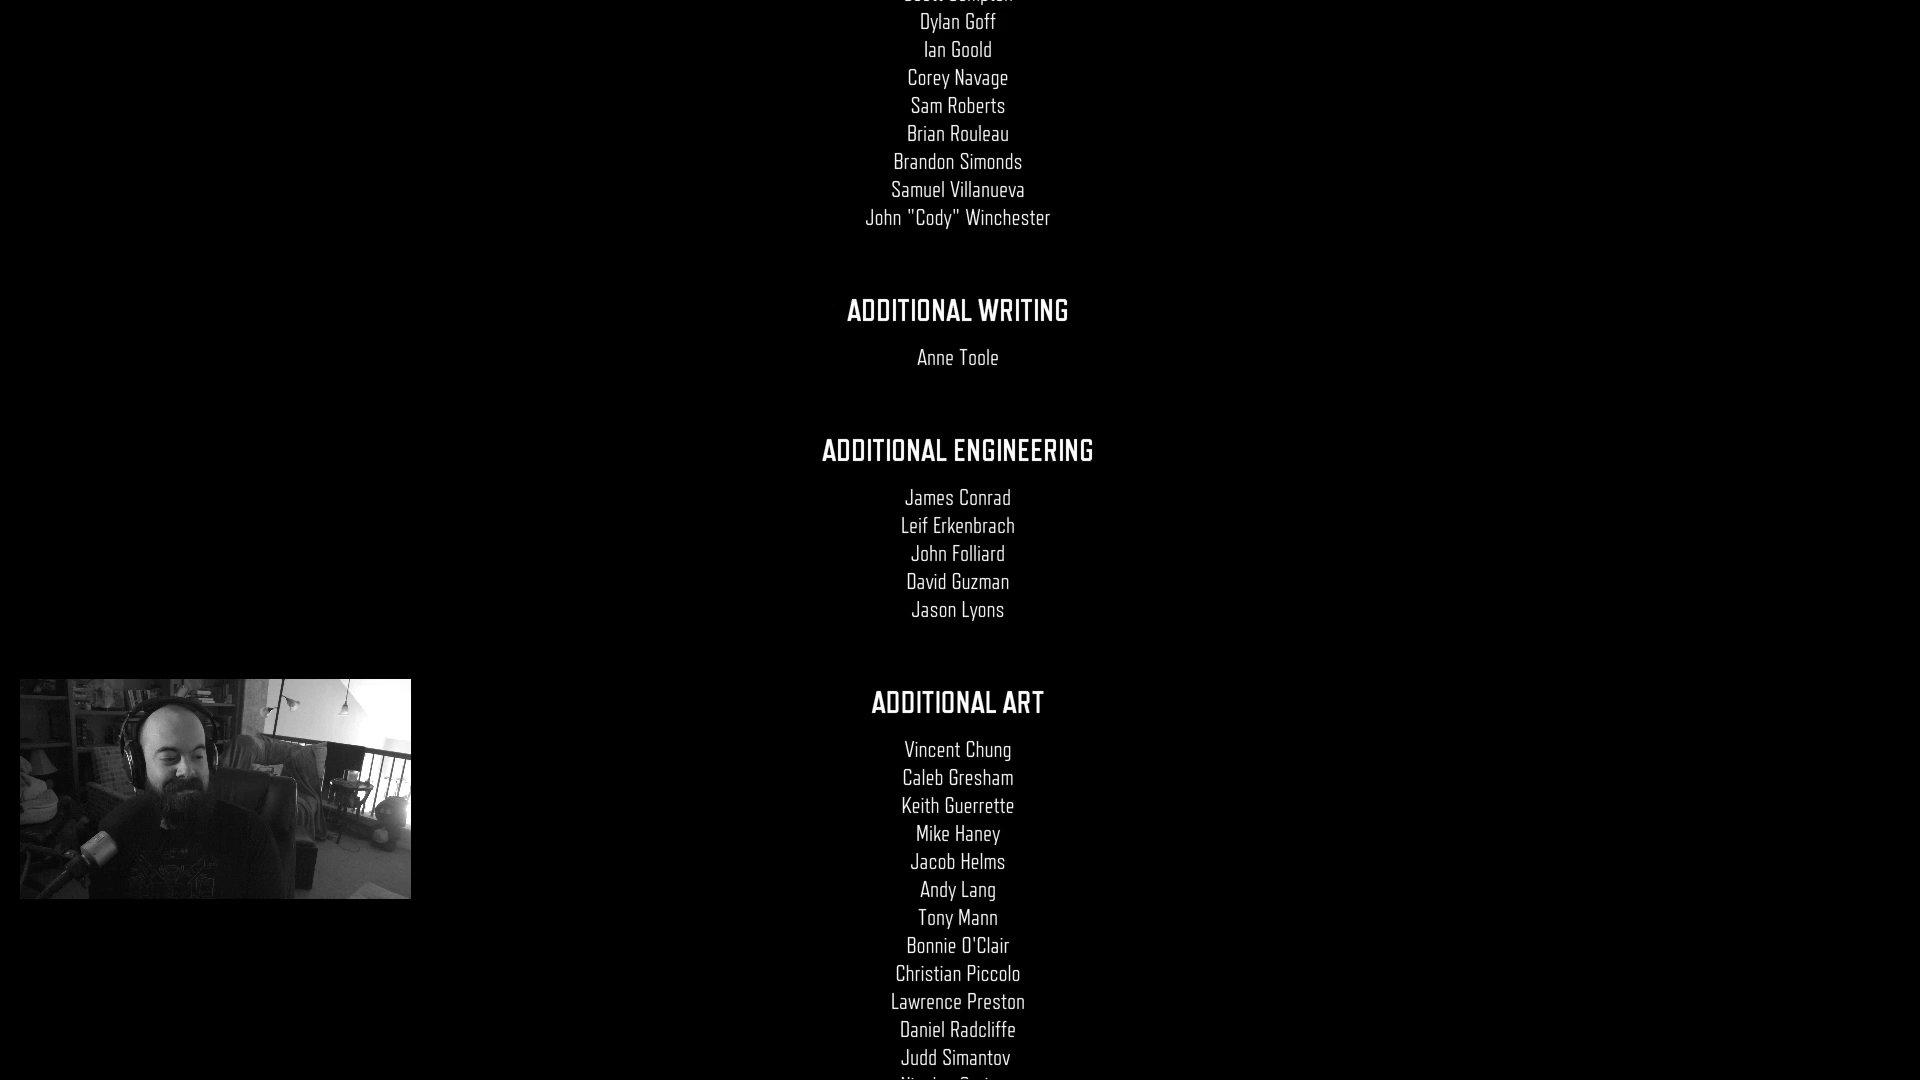 Dylan Goff
Ian Goold
Corey Navage
Sam Roberts
Brian Rouleau
Brandon Simonds
Samuel Villanueva
John "Cody" Winchester
ADDITIONAL WRITING
Anne Toole
ADDITIONAL ENGINEERING
James Conrad
Leif Erkenbrach
John Folliard
David Guzman
Jason Lyons
ADDITIONAL ART
Vincent Chung
Caleb Gresham
Keith Guerrette
Mike Haney
Jacob Helms
Andy Lang
Tony Mann
Bonnie O'Clair
Christian Piccolo
Lawrence Preston
Daniel Radcliffe
Judd Simantov